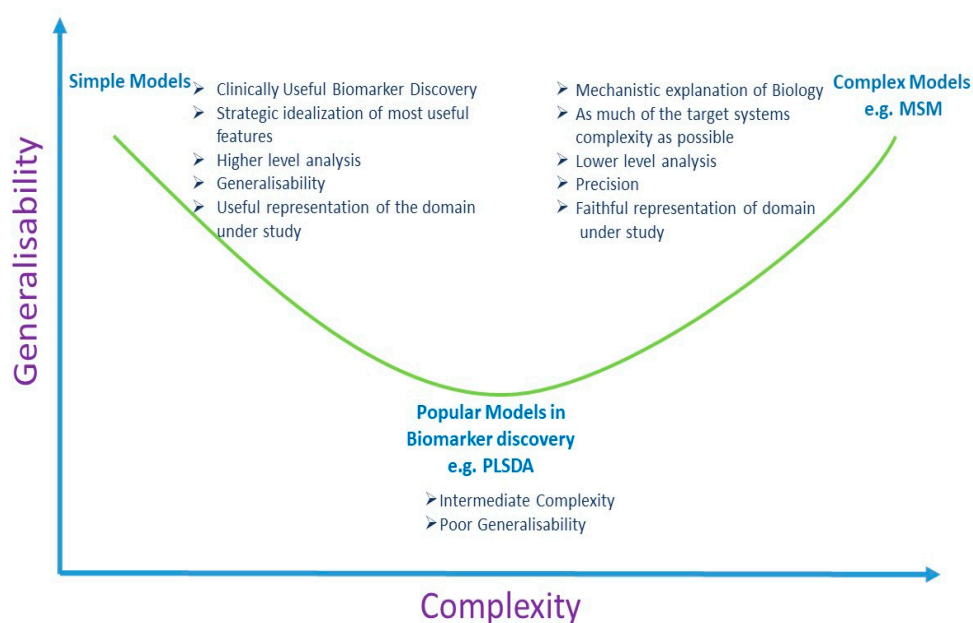 Simple Models
➢ Clinically Useful Biomarker Discovery
➢ Strategic idealization of most useful
features
➢ Higher level analysis
➢ Generalisability
➢ Useful representation of the domain
under study
➢ Mechanistic explanation of Biology
➢ As much of the target systems
complexity as possible
➢ Lower level analysis
➢ Precision
➢ Faithful representation of domain
under study
Complex Models
e.g. MSM
Generalisability
Popular Models in
Biomarker discovery
e.g. PLSDA
➢ Intermediate Complexity
➢ Poor Generalisability
Complexity